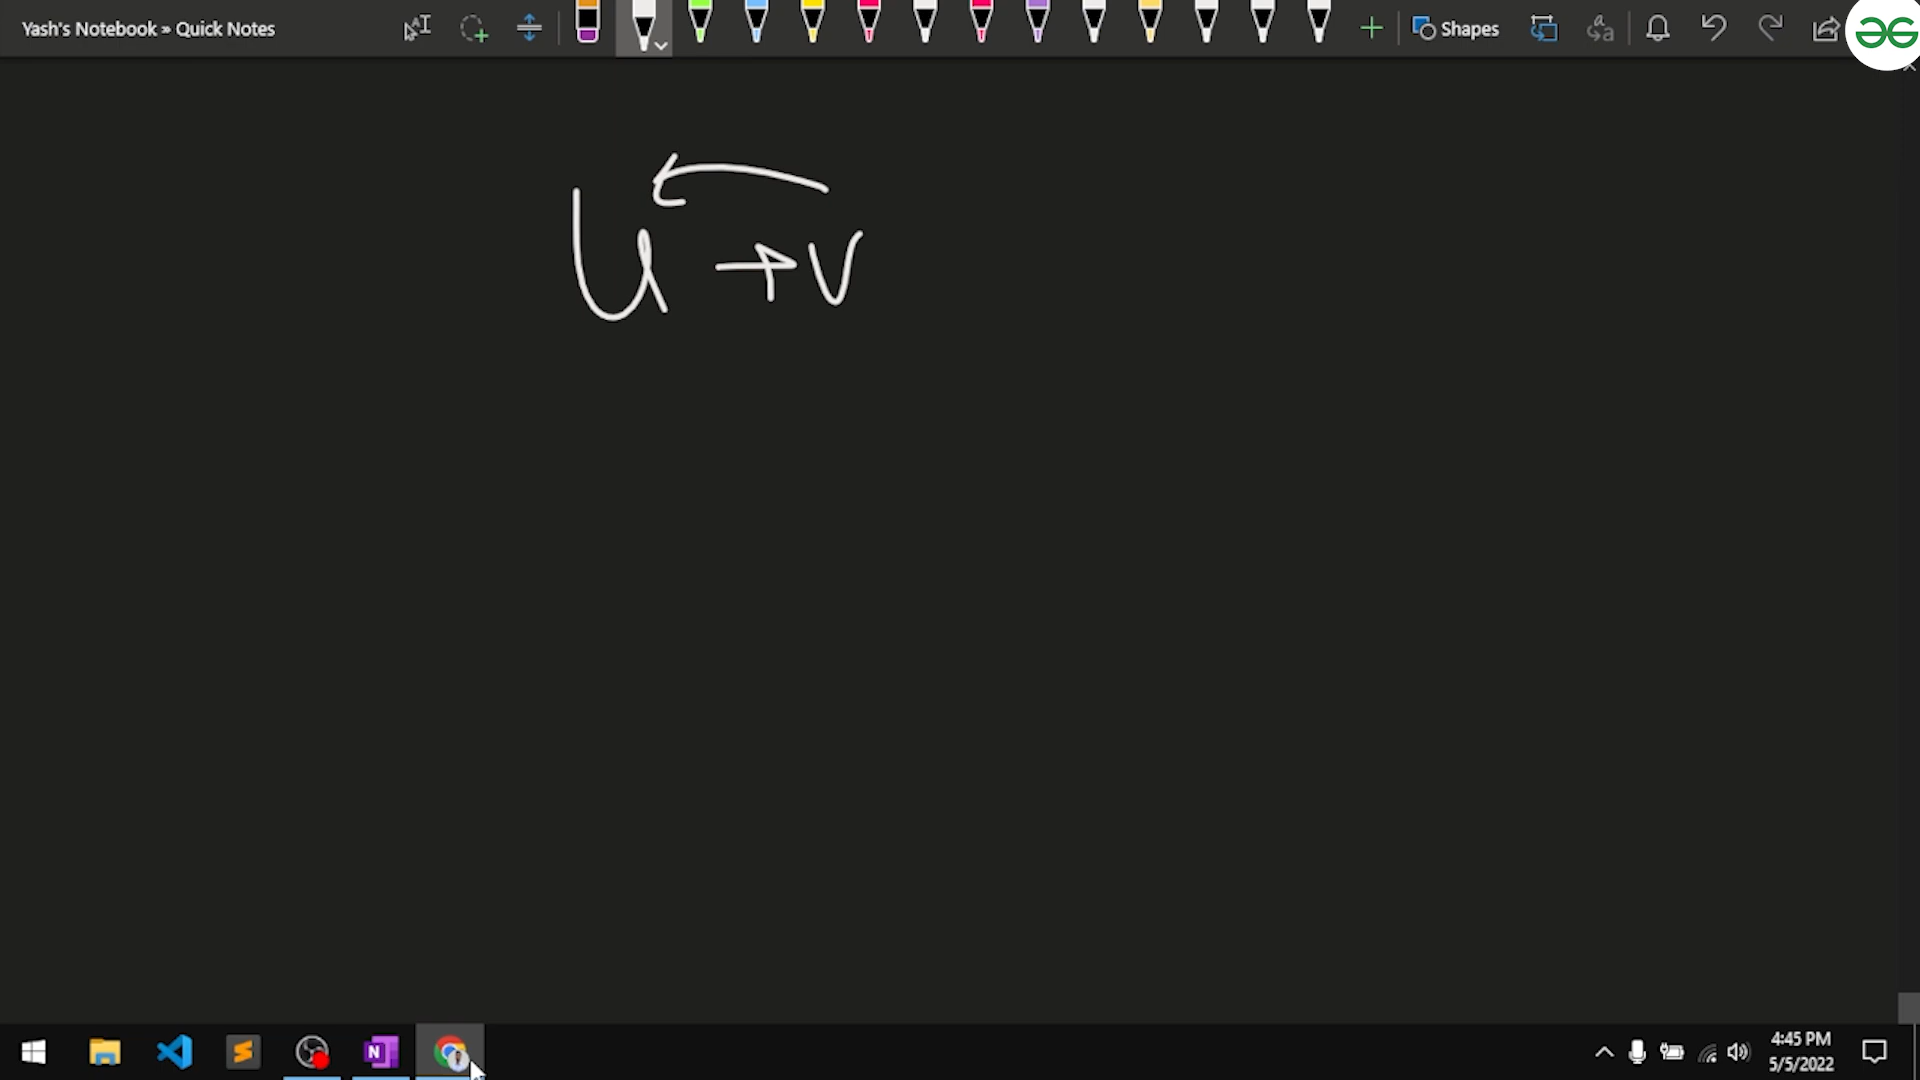 Yash's Notebook » Quick Notes
Shapes
u → v
4:45 PM
5/5/2022